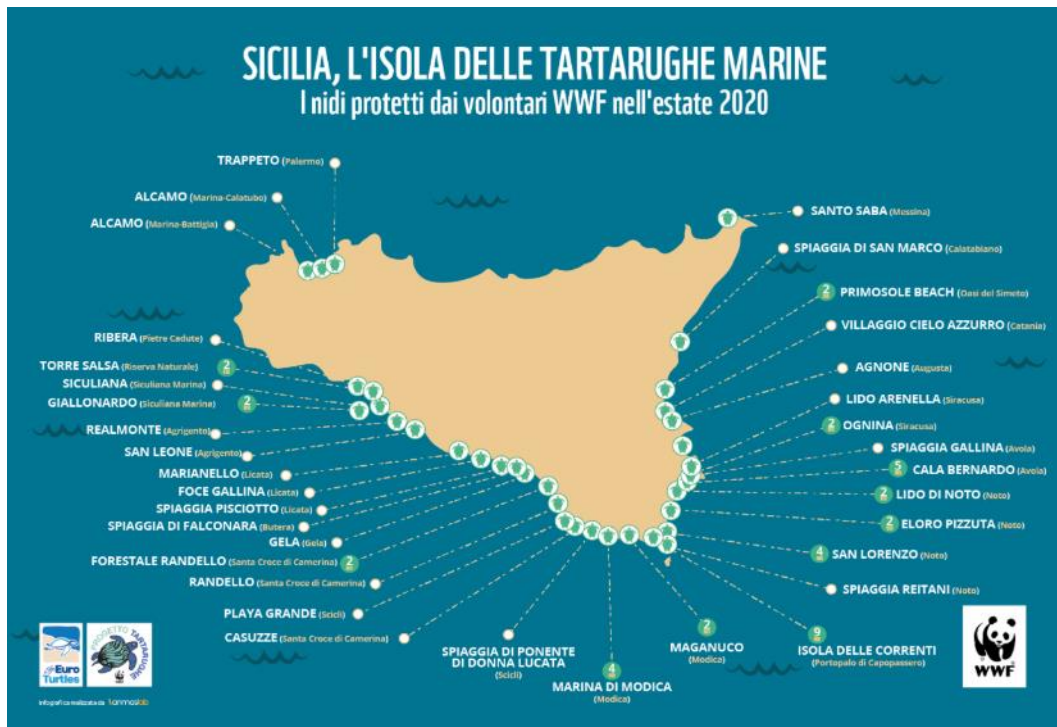 SICILIA, L'ISOLA DELLE TARTARUGHE MARINE
I nidi protetti dai volontari WWF nell'estate 2020
TRAPPETO (Palermo)
ALCAMO (Marina-Calatubo)
ALCAMO (Marina-Battigia)
SANTO SABA (Messina)
SPIAGGIA DI SAN MARCO (Calatabiano)
2 PRIMOSOLE BEACH (Oasi del Simeto)
VILLAGGIO CIELO AZZURRO (Catania)
AGNONE (Augusta)
LIDO ARENELLA (Siracusa)
2 OGNINA (Siracusa)
SPIAGGIA GALLINA (Avola)
5 CALA BERNARDO (Avola)
2 LIDO DI NOTO (Noto)
2 ELORO PIZZUTA (Noto)
4 SAN LORENZO (Noto)
SPIAGGIA REITANI (Noto)
9 ISOLA DELLE CORRENTI
(Portopalo di Capopassero)
2
MAGANUCO
(Modica)
4
MARINA DI MODICA
(Modica)
SPIAGGIA DI PONENTE
DI DONNA LUCATA
(Scicli)
RIBERA (Pietre Cadute)
TORRE SALSA (Riserva Naturale) 2
SICULIANA (Siculiana Marina)
GIALLONARDO (Siculiana Marina) 2
REALMONTE (Agrigento)
SAN LEONE (Agrigento)
MARIANELLO (Licata)
FOCE GALLINA (Licata)
SPIAGGIA PISCIOTTO (Licata)
SPIAGGIA DI FALCONARA (Butera)
GELA (Gela)
FORESTALE RANDELLO (Santa Croce di Camerina) 2
RANDELLO (Santa Croce di Camerina)
PLAYA GRANDE (Scicli)
CASUZZE (Santa Croce di Camerina)
Euro
Turtles
PROGETTO TARTARUGHE
WWF
Infografica realizzata da
WWF